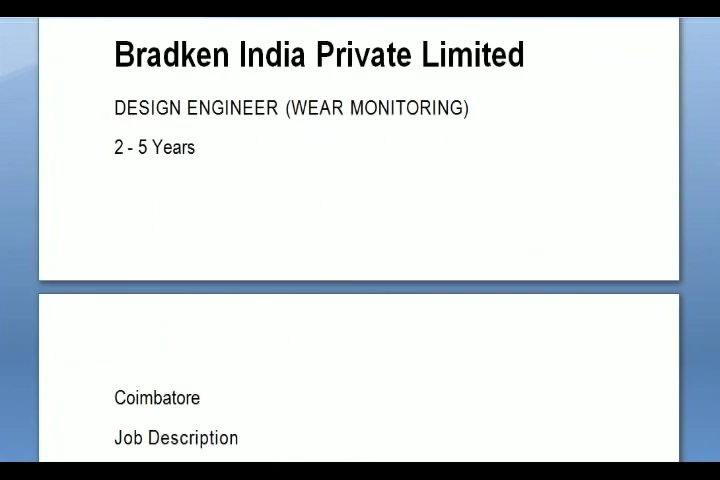 Bradken India Private Limited
DESIGN ENGINEER (WEAR MONITORING)
2 - 5 Years
Coimbatore
Job Description